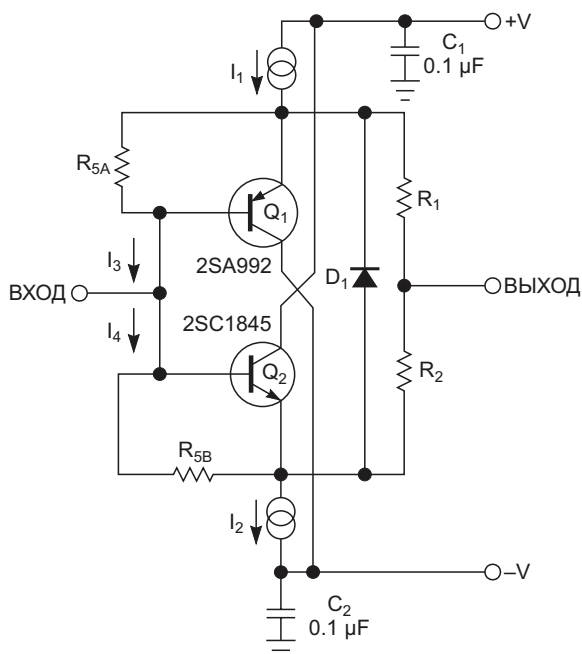 +V
C1
0.1 µF
I1
R5A
Q1
R1
2SA992
I3
ВХОД
D1
ВЫХОД
I4
2SC1845
Q2
R2
R5B
I2
–V
C2
0.1 µF